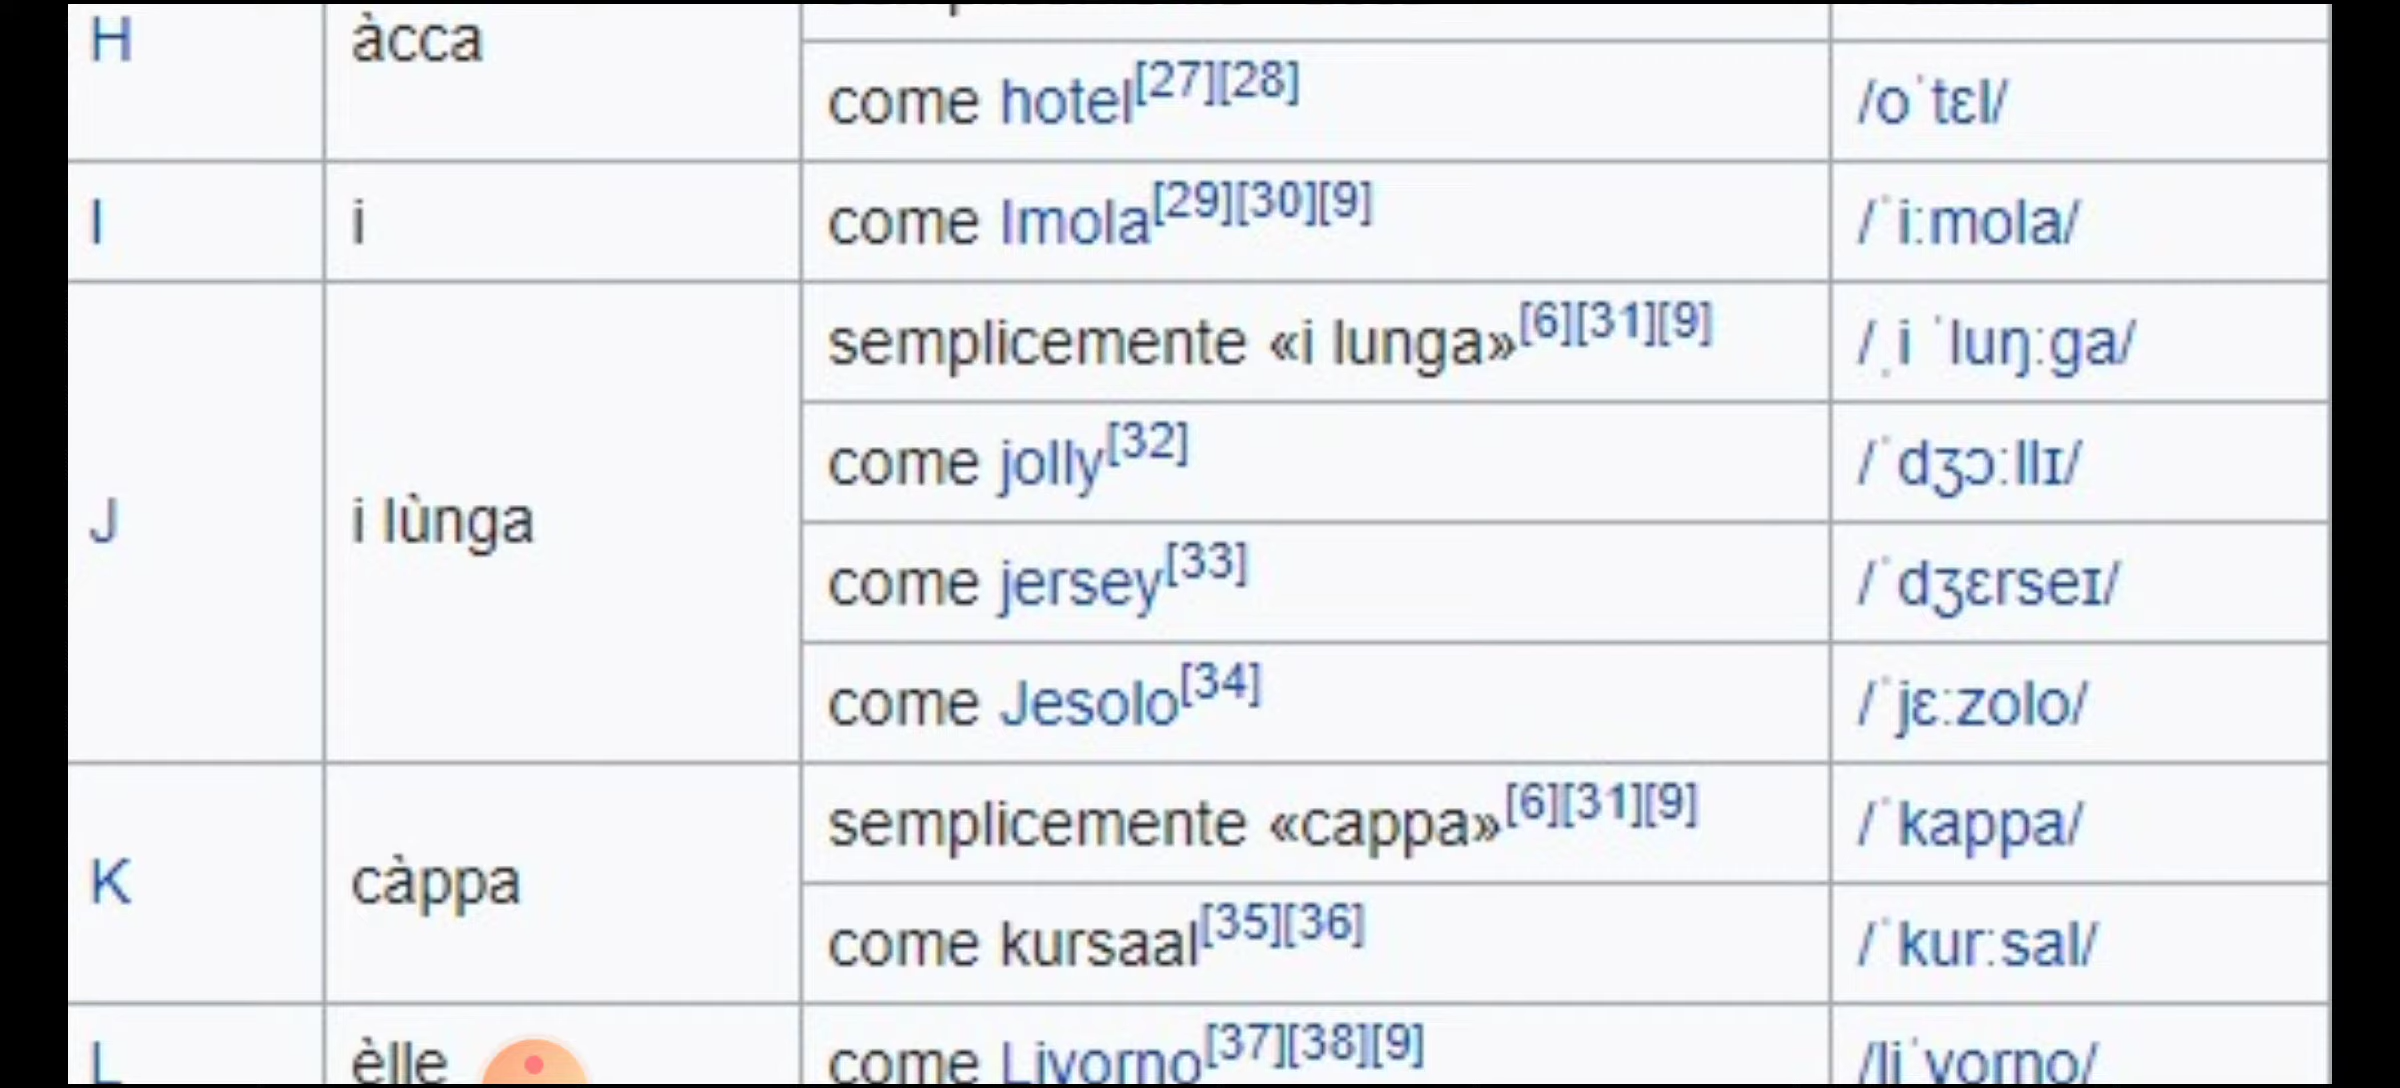 H àcca
come hotel[27][28] /oˈtɛl/
I i come Imola[29][30][9] /ˈiːmola/
J i lùnga
semplicemente «i lunga»[6][31][9] /ˌi ˈluŋːga/
come jolly[32] /ˈdʒɔːllɪ/
come jersey[33] /ˈdʒɛrseɪ/
come Jesolo[34] /ˈjɛːzolo/
K càppa
semplicemente «cappa»[6][31][9] /ˈkappa/
come kursaal[35][36] /ˈkurːsal/
L èlle come Livorno[37][38][9] /liˈvorno/